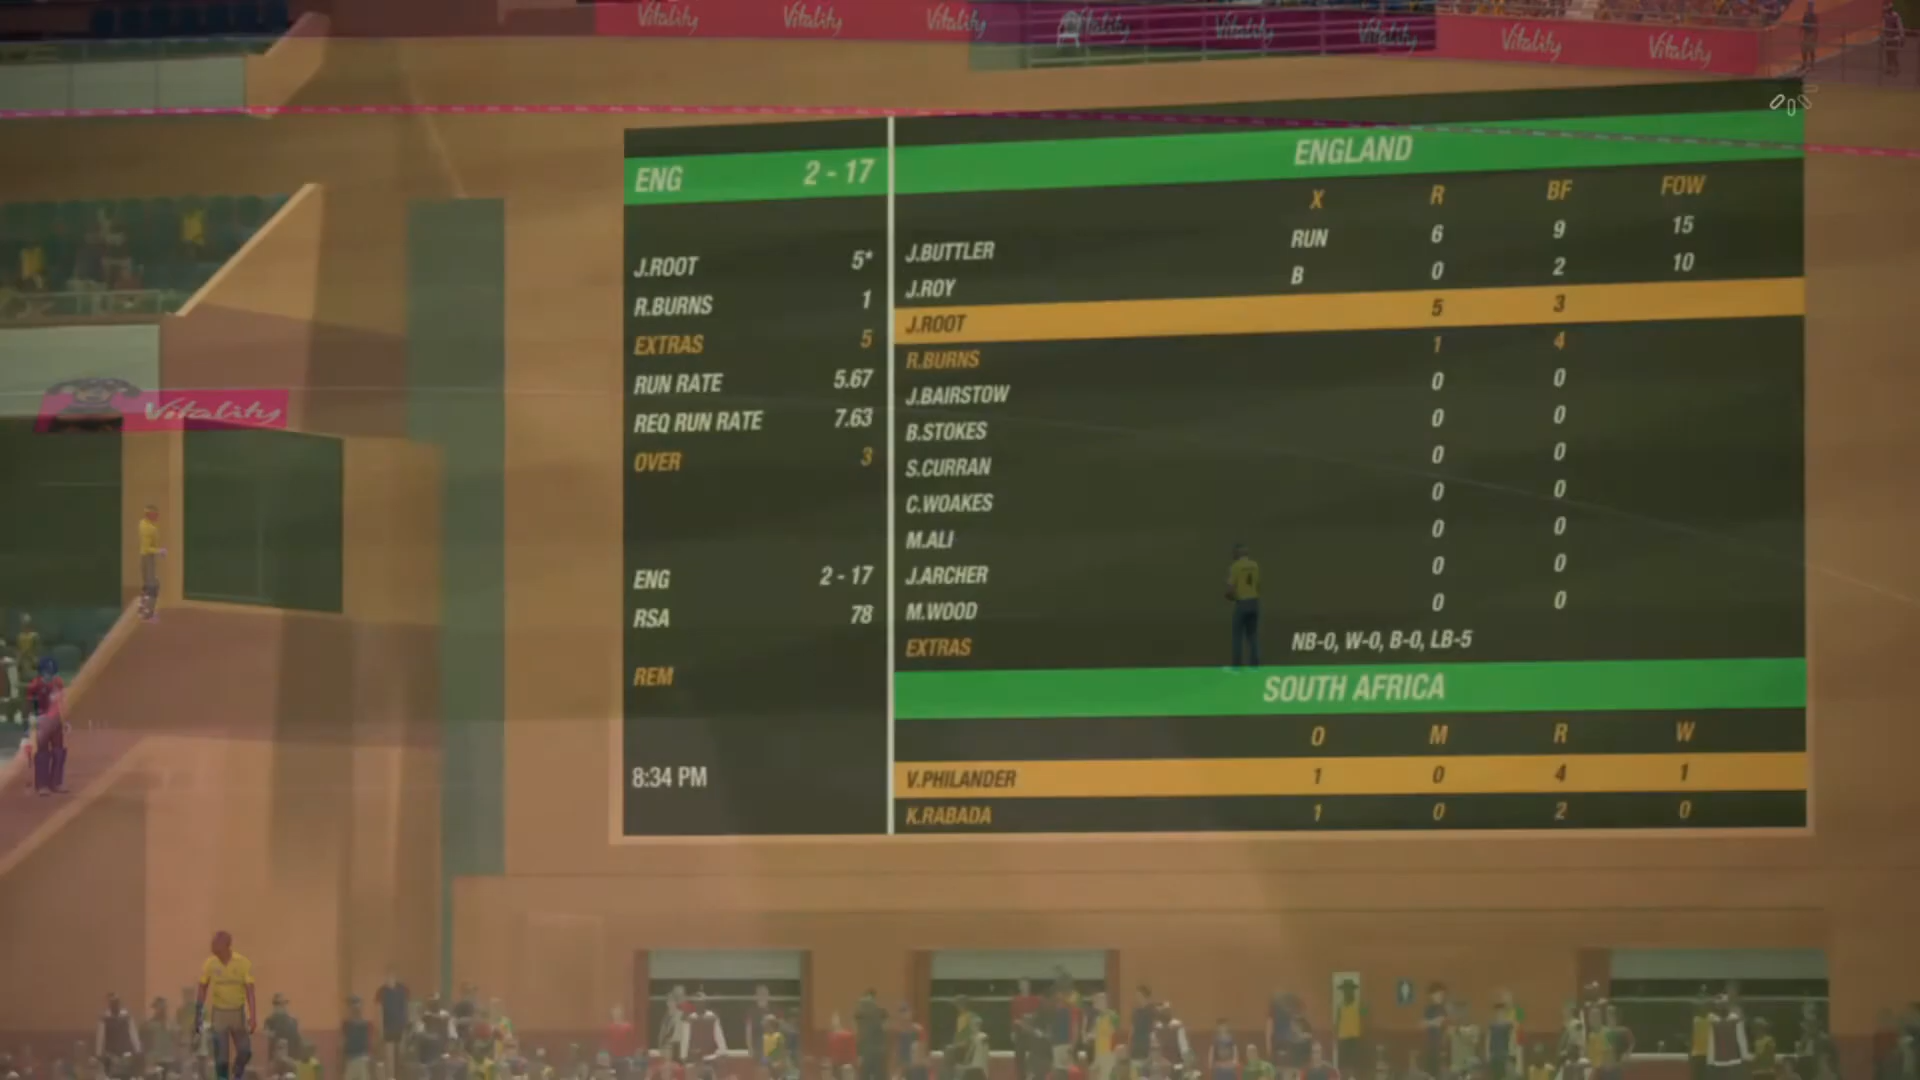 Vitality Vitality Vitality Vitality Vitality Vitality Vitality Vitality
Vitality
ENG 2 - 17
J.ROOT 5*
R.BURNS 1
EXTRAS 5
RUN RATE 5.67
REQ RUN RATE 7.63
OVER 3
ENG 2 - 17
RSA 78
REM
8:34 PM
ENGLAND
X R BF FOW
J.BUTTLER RUN 6 9 15
J.ROY B 0 2 10
J.ROOT 5 3
R.BURNS 1 4
J.BAIRSTOW 0 0
B.STOKES 0 0
S.CURRAN 0 0
C.WOAKES 0 0
M.ALI 0 0
J.ARCHER 0 0
M.WOOD 0 0
EXTRAS NB-0, W-0, B-0, LB-5
SOUTH AFRICA
O M R W
V.PHILANDER 1 0 4 1
K.RABADA 1 0 2 0